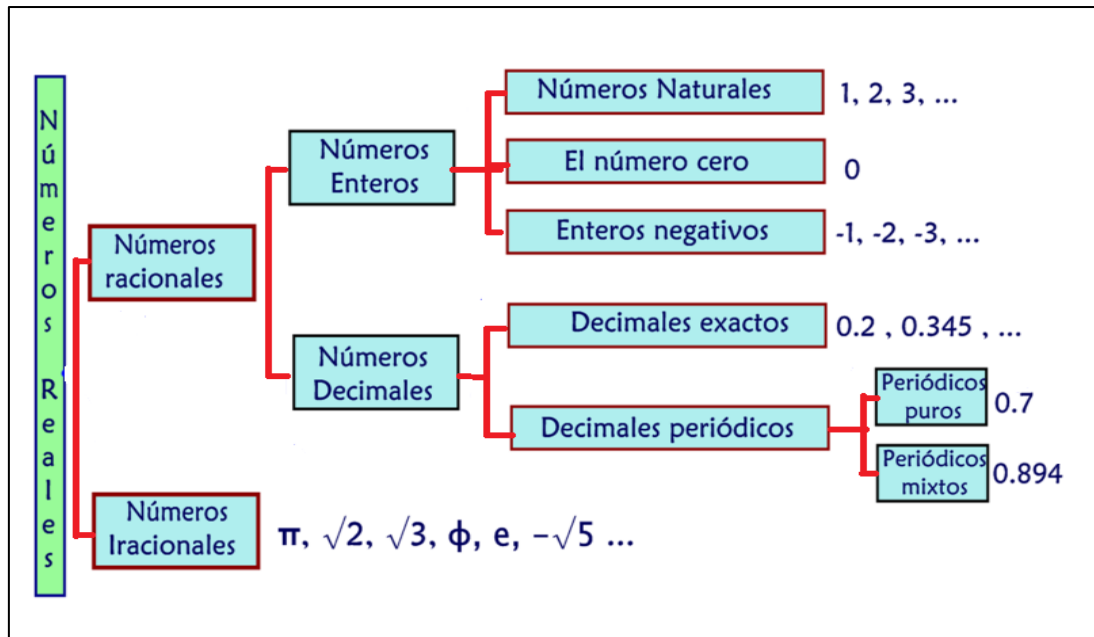 Números Reales
Números
racionales
Números
Enteros
Números Naturales
1, 2, 3, ...
El número cero
0
Enteros negativos
-1, -2, -3, ...
Números
Decimales
Decimales exactos
0.2 , 0.345 , ...
Decimales periódicos
Periódicos
puros
0.7
Periódicos
mixtos
0.894
Números
Iracionales
π, √2, √3, ф, e, −√5 ...